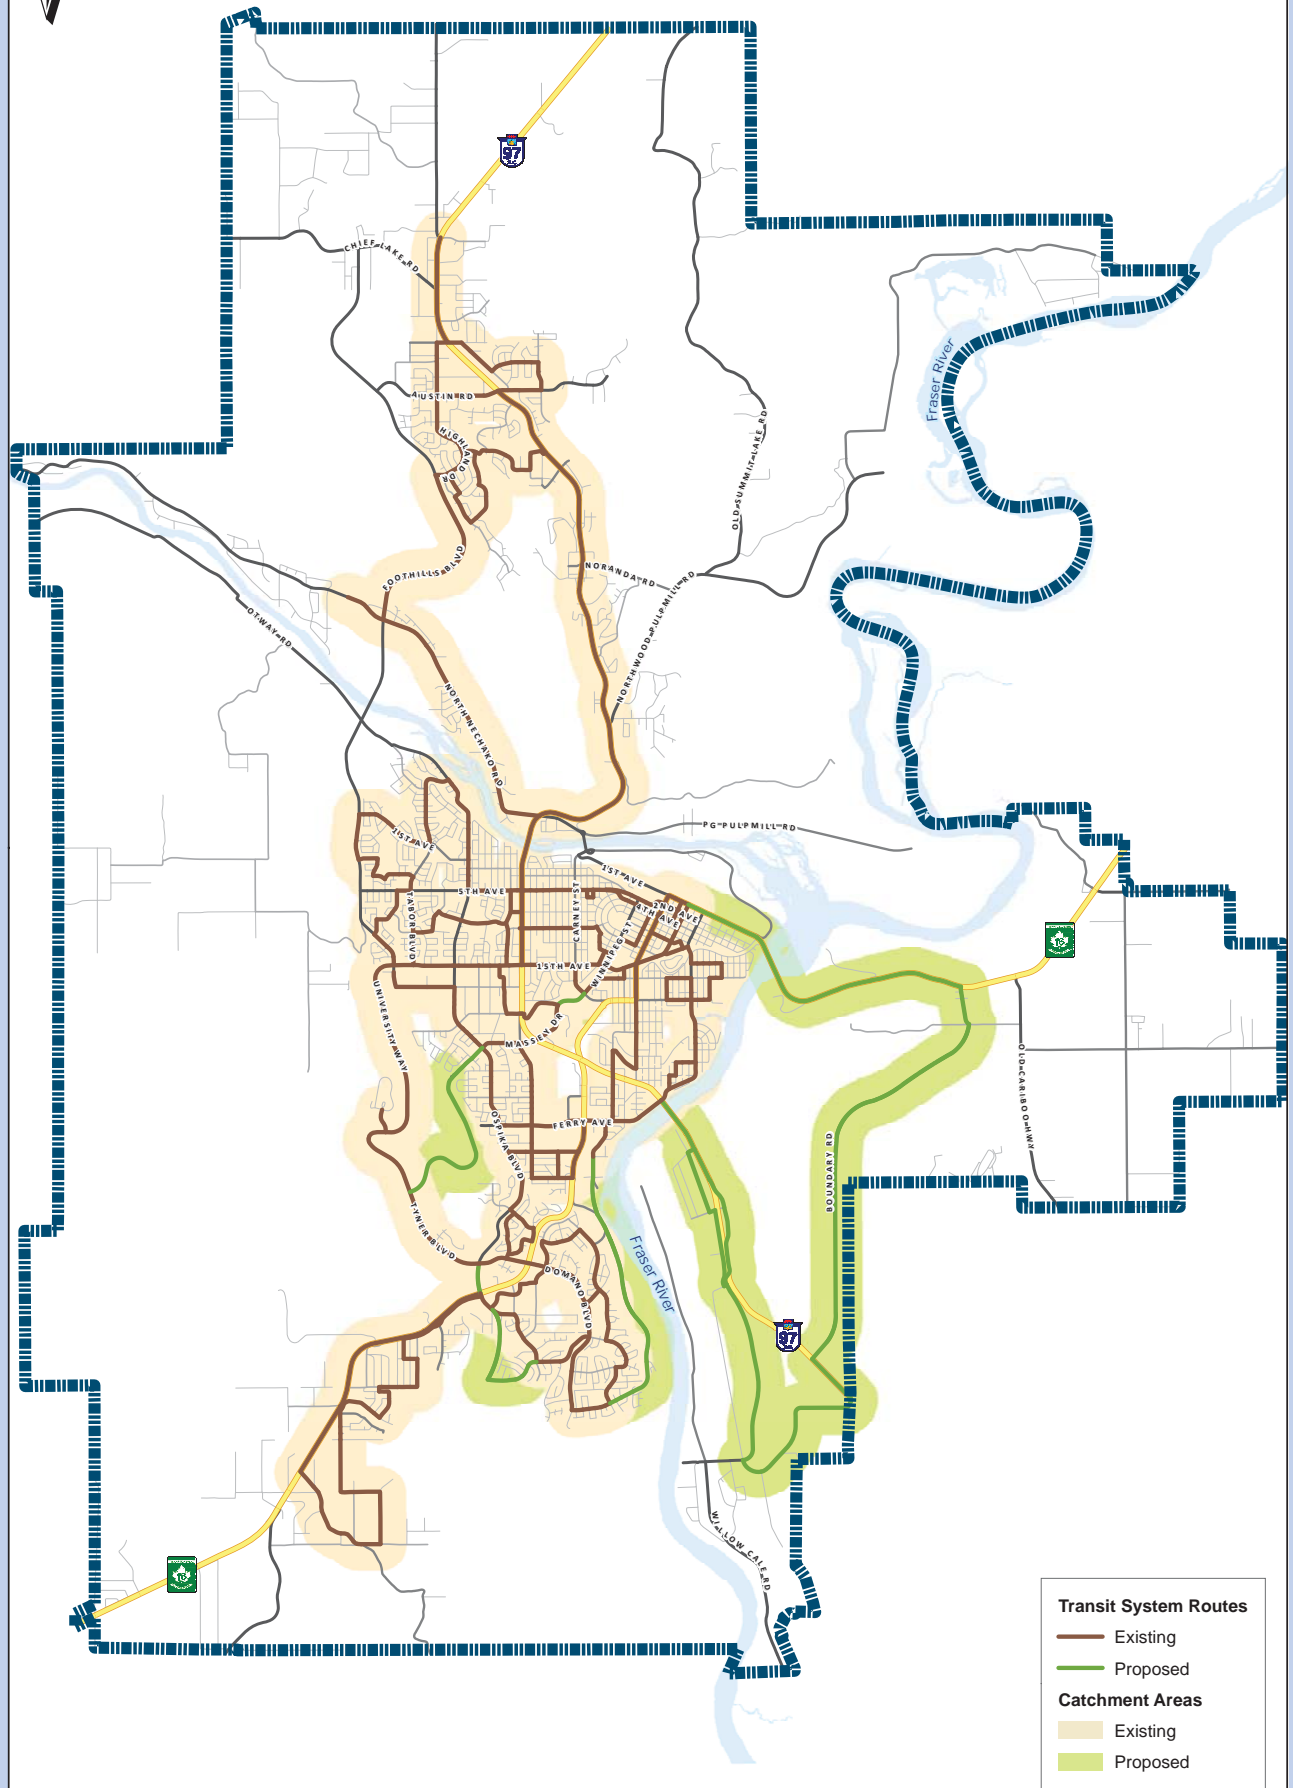 97
CHIEF LAKE RD
Fraser River
AUSTIN RD
HIGHLAND DR
OLD SUMMIT LAKE RD
FOOTHILLS BLVD
NORANDA RD
NORTHWOOD PULPMILL RD
OTWAY RD
NORTH NECHAKO RD
PG PULPMILL RD
1ST AVE
1ST AVE
5TH AVE
TABOR BLVD
CARNEY ST
2ND AVE
4TH AVE
WINNIPEG ST
16
15TH AVE
UNIVERSITY WAY
MASSEY DR
OLD CARIBOO HWY
OSPIKA BLVD
FERRY AVE
BOUNDARY RD
TYNER BLVD
Fraser River
DOMANO BLVD
97
WILLOW CALE RD
16
Transit System Routes
Existing
Proposed
Catchment Areas
Existing
Proposed